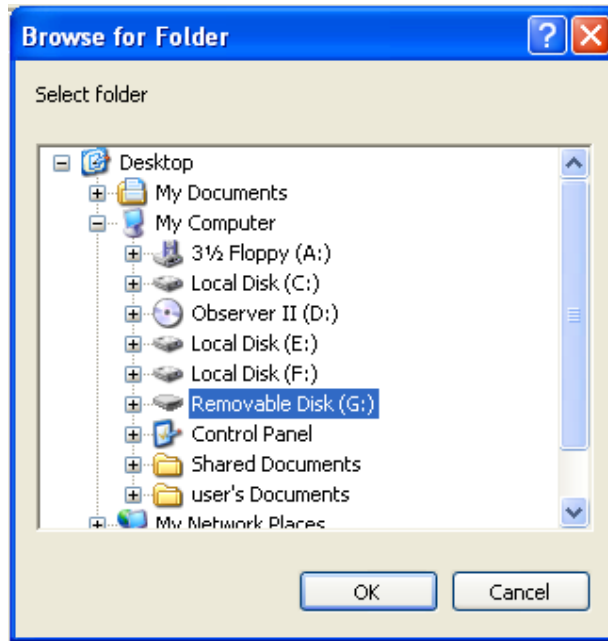 Browse for Folder
Select folder
Desktop
My Documents
My Computer
3½ Floppy (A:)
Local Disk (C:)
Observer II (D:)
Local Disk (E:)
Local Disk (F:)
Removable Disk (G:)
Control Panel
Shared Documents
user's Documents
My Network Places
OK Cancel